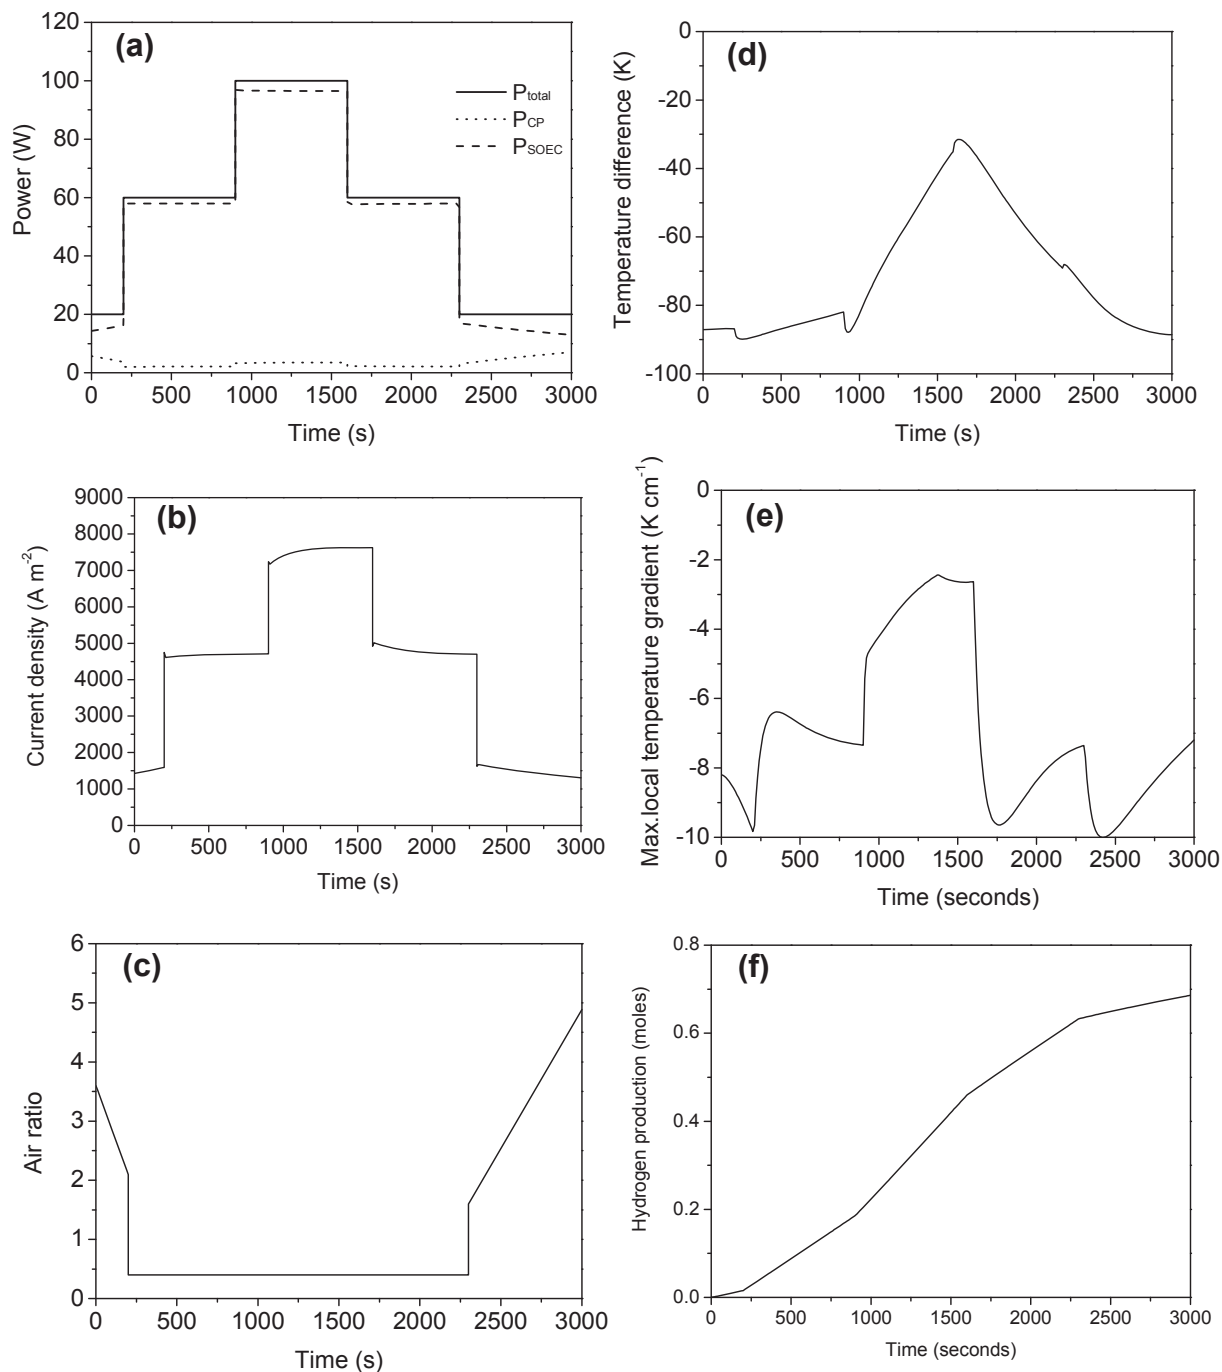 (a)
120
100
80
60
40
20
0
Power (W)
P_total
P_CP
P_SOEC
0 500 1000 1500 2000 2500 3000
Time (s)
(d)
0
-20
-40
-60
-80
-100
Temperature difference (K)
0 500 1000 1500 2000 2500 3000
Time (s)
(b)
9000
8000
7000
6000
5000
4000
3000
2000
1000
0
Current density (A m⁻²)
0 500 1000 1500 2000 2500 3000
Time (s)
(e)
0
-2
-4
-6
-8
-10
Max.local temperature gradient (K cm⁻¹)
0 500 1000 1500 2000 2500 3000
Time (seconds)
(c)
6
5
4
3
2
1
0
Air ratio
0 500 1000 1500 2000 2500 3000
Time (s)
(f)
0.8
0.6
0.4
0.2
0.0
Hydrogen production (moles)
0 500 1000 1500 2000 2500 3000
Time (seconds)